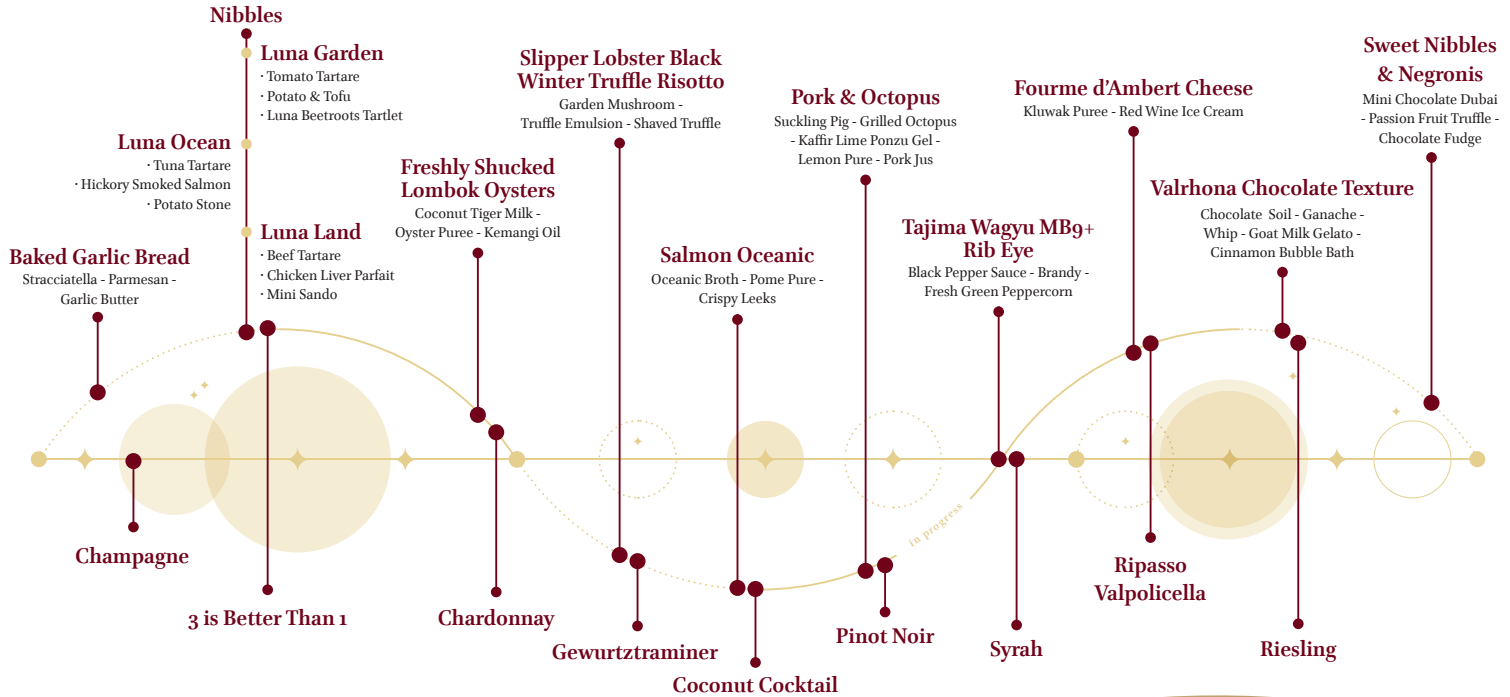 Nibbles
Luna Garden
· Tomato Tartare
· Potato & Tofu
· Luna Beetroots Tartlet
Luna Ocean
· Tuna Tartare
· Hickory Smoked Salmon
· Potato Stone
Luna Land
· Beef Tartare
· Chicken Liver Parfait
· Mini Sando
Baked Garlic Bread
Stracciatella - Parmesan -
Garlic Butter
Freshly Shucked
Lombok Oysters
Coconut Tiger Milk -
Oyster Puree - Kemangi Oil
Slipper Lobster Black
Winter Truffle Risotto
Garden Mushroom -
Truffle Emulsion - Shaved Truffle
Salmon Oceanic
Oceanic Broth - Pome Pure -
Crispy Leeks
Pork & Octopus
Suckling Pig - Grilled Octopus
- Kaffir Lime Ponzu Gel -
Lemon Pure - Pork Jus
Tajima Wagyu MB9+
Rib Eye
Black Pepper Sauce - Brandy -
Fresh Green Peppercorn
Fourme d'Ambert Cheese
Kluwak Puree - Red Wine Ice Cream
Valrhona Chocolate Texture
Chocolate Soil - Ganache -
Whip - Goat Milk Gelato -
Cinnamon Bubble Bath
Sweet Nibbles
& Negronis
Mini Chocolate Dubai
- Passion Fruit Truffle -
Chocolate Fudge
in progress
Champagne
3 is Better Than 1
Chardonnay
Gewurtztraminer
Coconut Cocktail
Pinot Noir
Syrah
Ripasso
Valpolicella
Riesling